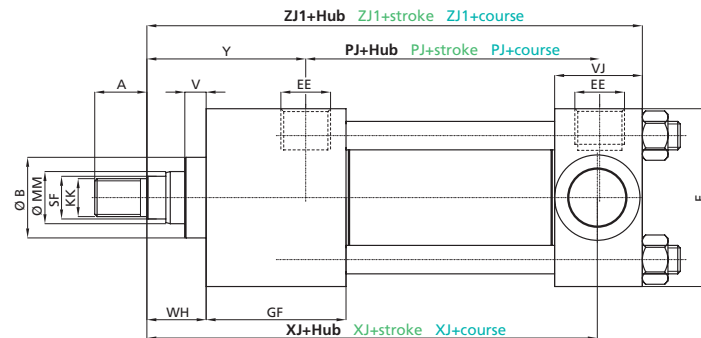 ZJ1+Hub ZJ1+stroke ZJ1+course
Y PJ+Hub PJ+stroke PJ+course
VJ
A V EE EE
Ø B
Ø MM
SF
KK
E
WH GF
XJ+Hub XJ+stroke XJ+course